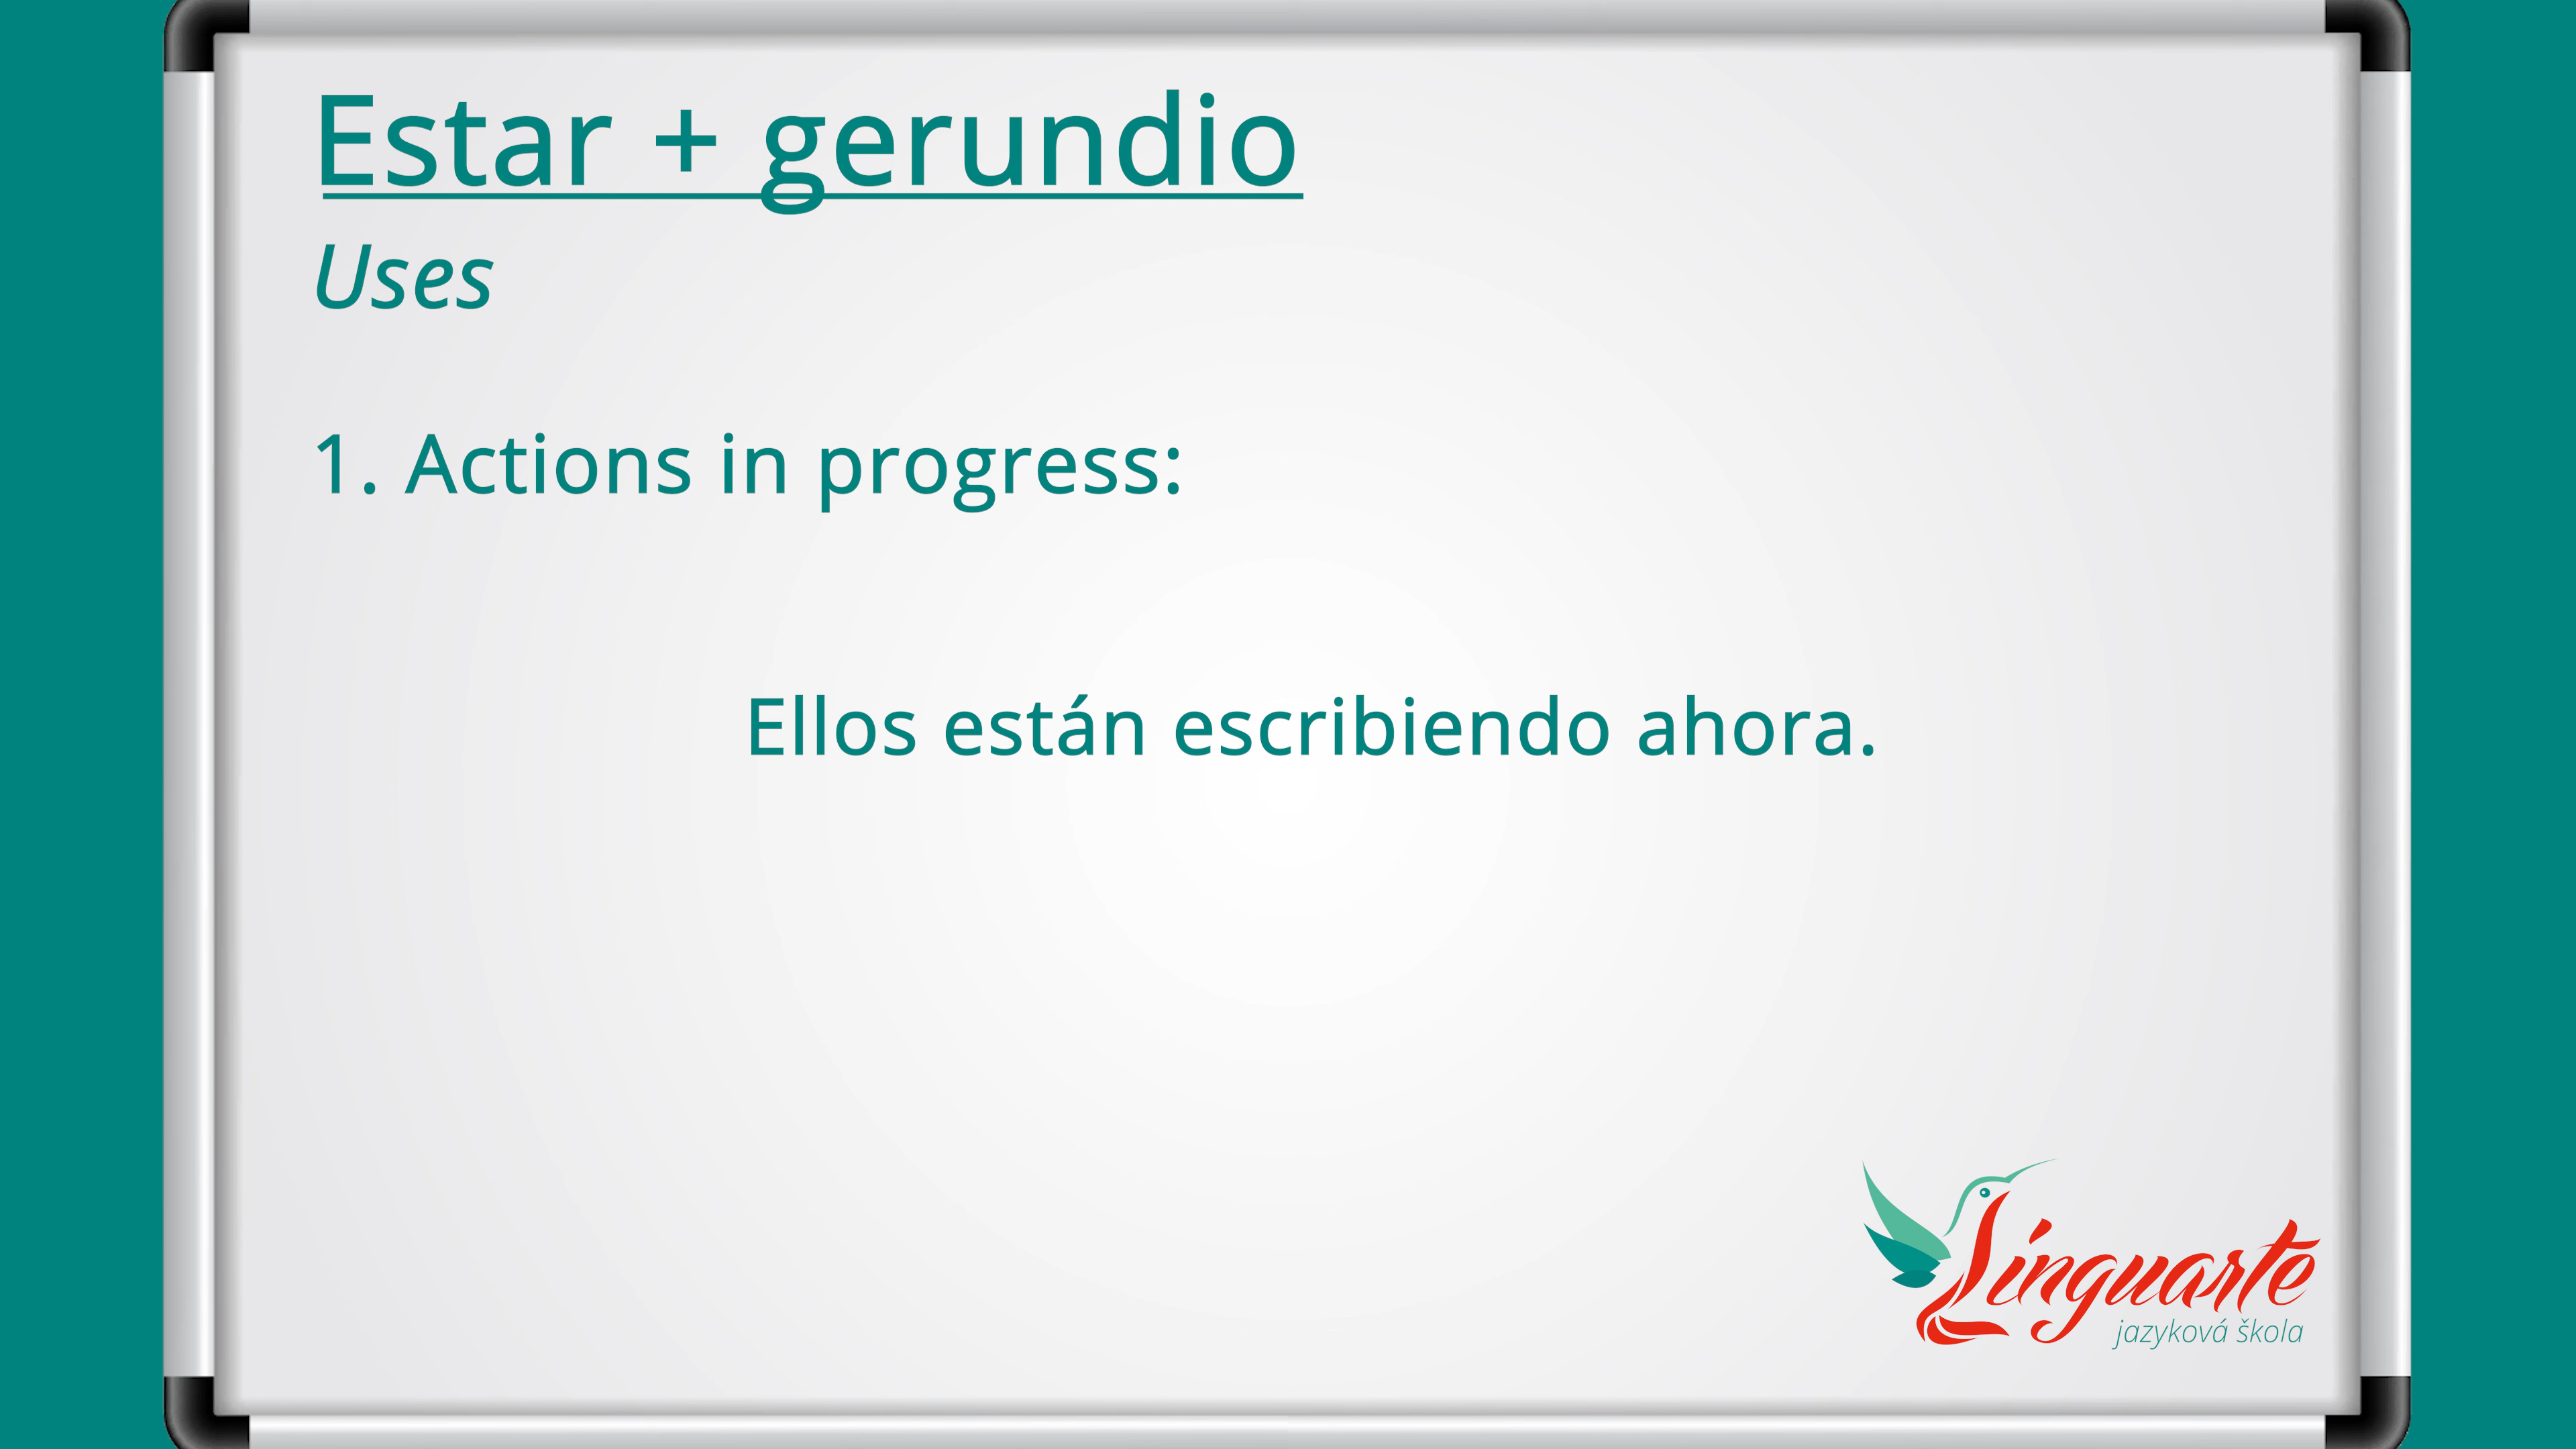 Estar + gerundio
Uses
1. Actions in progress:
Ellos están escribiendo ahora.
Linguarte
jazyková škola